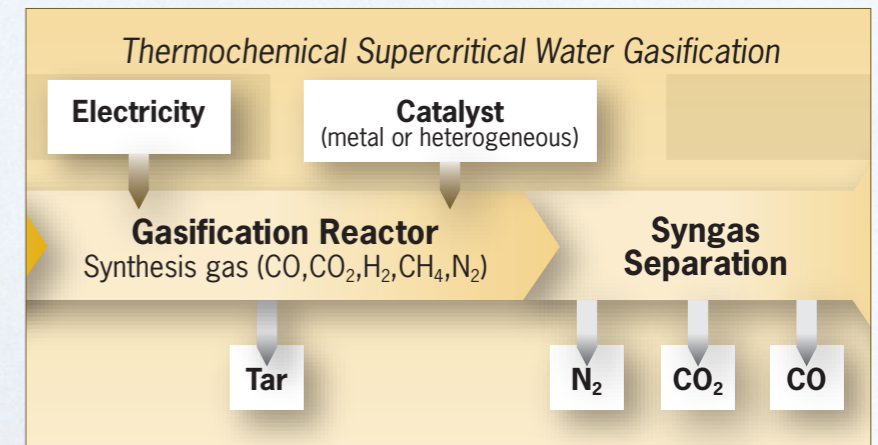 Thermochemical Supercritical Water Gasification
Electricity
Catalyst
(metal or heterogeneous)
Gasification Reactor
Synthesis gas (CO,CO₂,H₂,CH₄,N₂)
Syngas
Separation
Tar
N₂
CO₂
CO